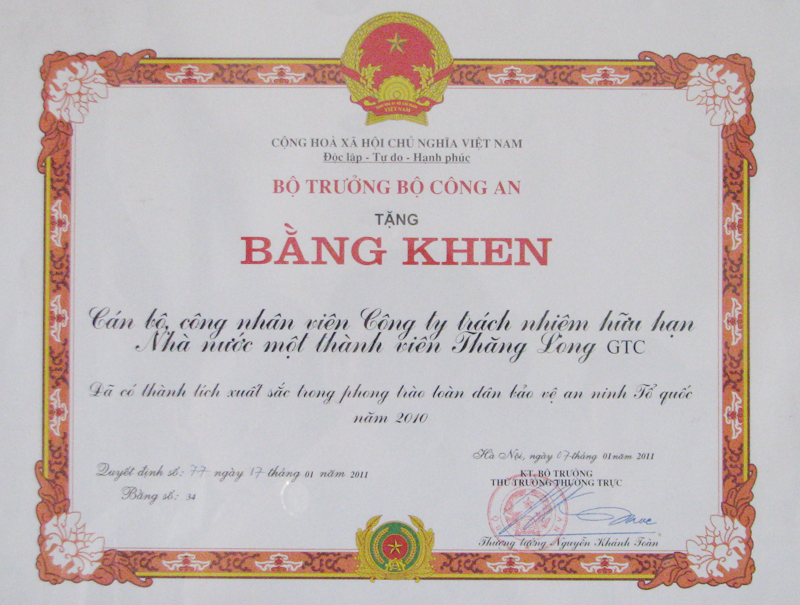 CỘNG HOÀ XÃ HỘI CHỦ NGHĨA VIỆT NAM
Độc lập - Tự do - Hạnh phúc
BỘ TRƯỞNG BỘ CÔNG AN
TẶNG
BẰNG KHEN
Cán bộ, công nhân viên Công ty trách nhiệm hữu hạn
Nhà nước một thành viên Thăng Long GTC
Đã có thành tích xuất sắc trong phong trào toàn dân bảo vệ an ninh Tổ quốc
năm 2010
Hà Nội, ngày 07 tháng 01 năm 2011
Quyết định số: 77 ngày 17 tháng 01 năm 2011
Bằng số: 34
KT. BỘ TRƯỞNG
THỨ TRƯỞNG THƯỜNG TRỰC
Thượng tướng Nguyễn Khánh Toàn